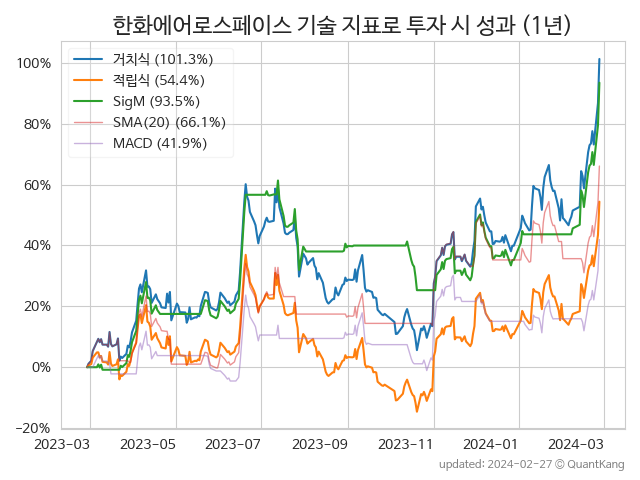 한화에어로스페이스 기술 지표로 투자 시 성과 (1년)
거치식 (101.3%)
적립식 (54.4%)
SigM (93.5%)
SMA(20) (66.1%)
MACD (41.9%)
100%
80%
60%
40%
20%
0%
−20%
2023-03 2023-05 2023-07 2023-09 2023-11 2024-01 2024-03
updated: 2024-02-27 © QuantKang